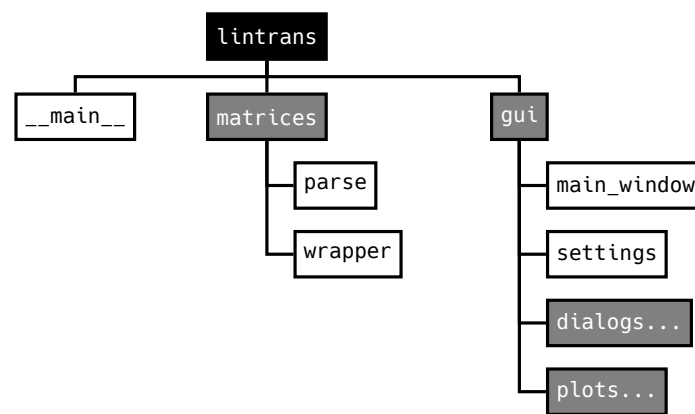 lintrans
__main__
matrices
gui
parse
main_window
wrapper
settings
dialogs...
plots...